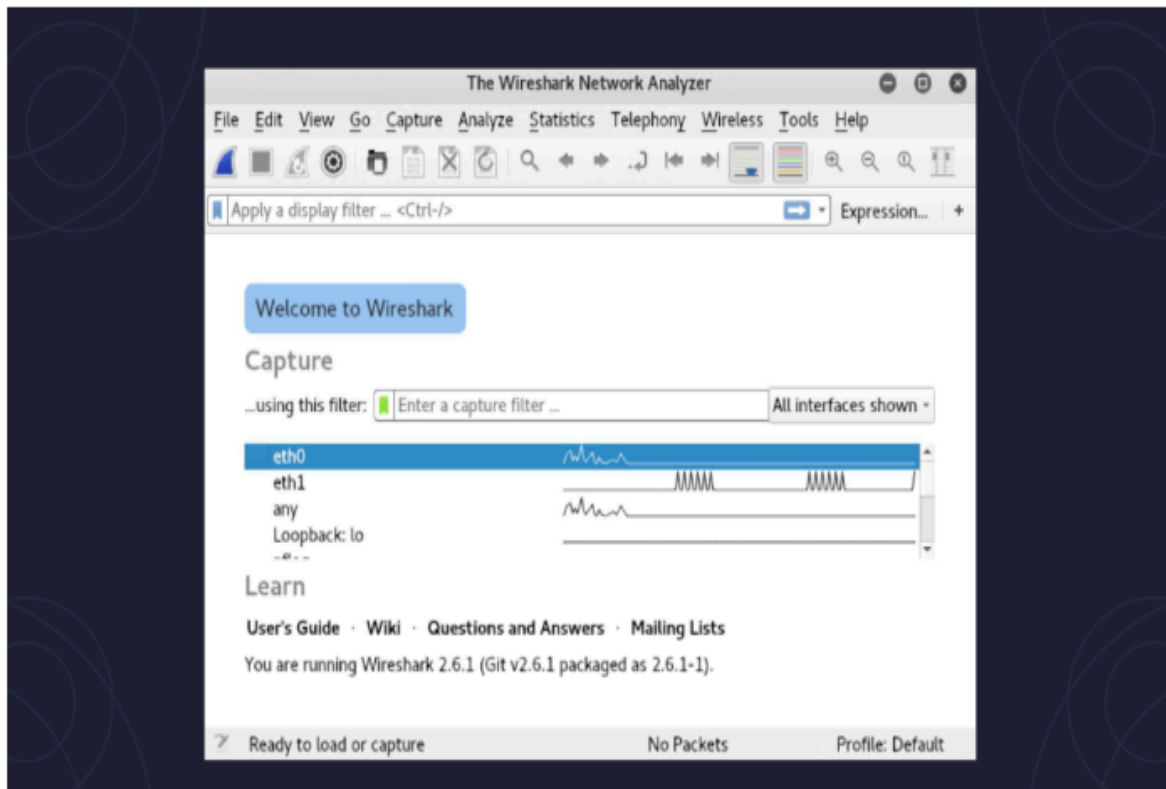 The Wireshark Network Analyzer
File Edit View Go Capture Analyze Statistics Telephony Wireless Tools Help
Apply a display filter ... <Ctrl-/> Expression... +
Welcome to Wireshark
Capture
...using this filter: Enter a capture filter ... All interfaces shown
eth0
eth1
any
Loopback: lo
Learn
User's Guide · Wiki · Questions and Answers · Mailing Lists
You are running Wireshark 2.6.1 (Git v2.6.1 packaged as 2.6.1-1).
Ready to load or capture No Packets Profile: Default